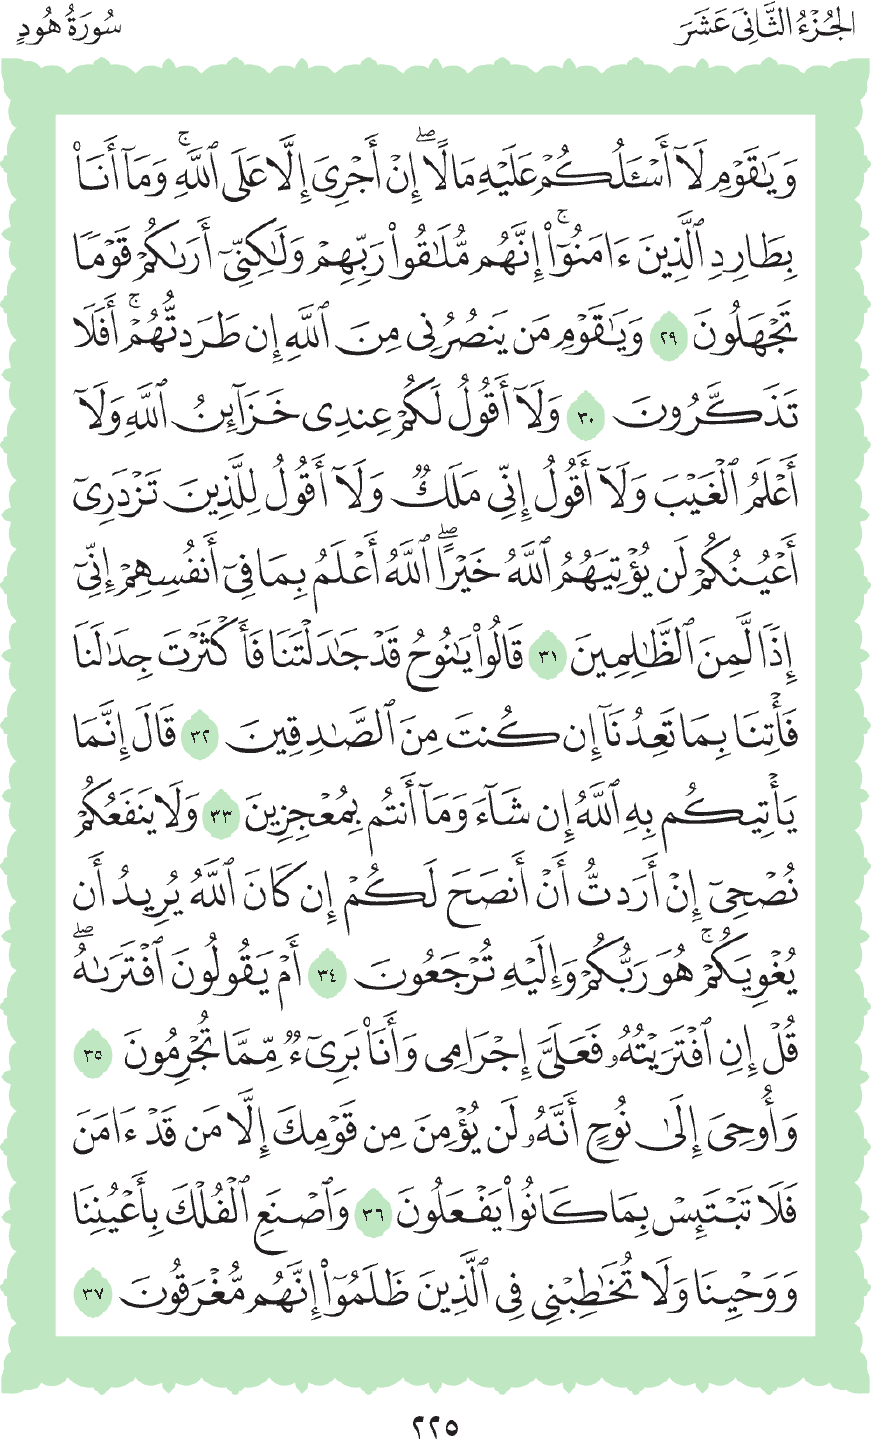 الجُزْءُ الثَّانِيَ عَشَرَ
سُورَةُ هُودٍ
وَيَٰقَوْمِ لَآ أَسْـَٔلُكُمْ عَلَيْهِ مَالًا ۖ إِنْ أَجْرِىَ إِلَّا عَلَى ٱللَّهِ ۚ وَمَآ أَنَا۠
بِطَارِدِ ٱلَّذِينَ ءَامَنُوٓا۟ ۚ إِنَّهُم مُّلَٰقُوا۟ رَبِّهِمْ وَلَٰكِنِّىٓ أَرَىٰكُمْ قَوْمًا
تَجْهَلُونَ ٢٩ وَيَٰقَوْمِ مَن يَنصُرُنِى مِنَ ٱللَّهِ إِن طَرَدتُّهُمْ ۚ أَفَلَا
تَذَكَّرُونَ ٣٠ وَلَآ أَقُولُ لَكُمْ عِندِى خَزَآئِنُ ٱللَّهِ وَلَآ
أَعْلَمُ ٱلْغَيْبَ وَلَآ أَقُولُ إِنِّى مَلَكٌ وَلَآ أَقُولُ لِلَّذِينَ تَزْدَرِىٓ
أَعْيُنُكُمْ لَن يُؤْتِيَهُمُ ٱللَّهُ خَيْرًا ۖ ٱللَّهُ أَعْلَمُ بِمَا فِىٓ أَنفُسِهِمْ إِنِّىٓ
إِذًا لَّمِنَ ٱلظَّٰلِمِينَ ٣١ قَالُوا۟ يَٰنُوحُ قَدْ جَٰدَلْتَنَا فَأَكْثَرْتَ جِدَٰلَنَا
فَأْتِنَا بِمَا تَعِدُنَآ إِن كُنتَ مِنَ ٱلصَّٰدِقِينَ ٣٢ قَالَ إِنَّمَا
يَأْتِيكُم بِهِ ٱللَّهُ إِن شَآءَ وَمَآ أَنتُم بِمُعْجِزِينَ ٣٣ وَلَا يَنفَعُكُمْ
نُصْحِىٓ إِنْ أَرَدتُّ أَنْ أَنصَحَ لَكُمْ إِن كَانَ ٱللَّهُ يُرِيدُ أَن
يُغْوِيَكُمْ ۚ هُوَ رَبُّكُمْ وَإِلَيْهِ تُرْجَعُونَ ٣٤ أَمْ يَقُولُونَ ٱفْتَرَىٰهُ ۖ
قُلْ إِنِ ٱفْتَرَيْتُهُۥ فَعَلَىَّ إِجْرَامِى وَأَنَا۠ بَرِىٓءٌ مِّمَّا تُجْرِمُونَ ٣٥
وَأُوحِىَ إِلَىٰ نُوحٍ أَنَّهُۥ لَن يُؤْمِنَ مِن قَوْمِكَ إِلَّا مَن قَدْ ءَامَنَ
فَلَا تَبْتَئِسْ بِمَا كَانُوا۟ يَفْعَلُونَ ٣٦ وَٱصْنَعِ ٱلْفُلْكَ بِأَعْيُنِنَا
وَوَحْيِنَا وَلَا تُخَٰطِبْنِى فِى ٱلَّذِينَ ظَلَمُوٓا۟ إِنَّهُم مُّغْرَقُونَ ٣٧
٢٢٥